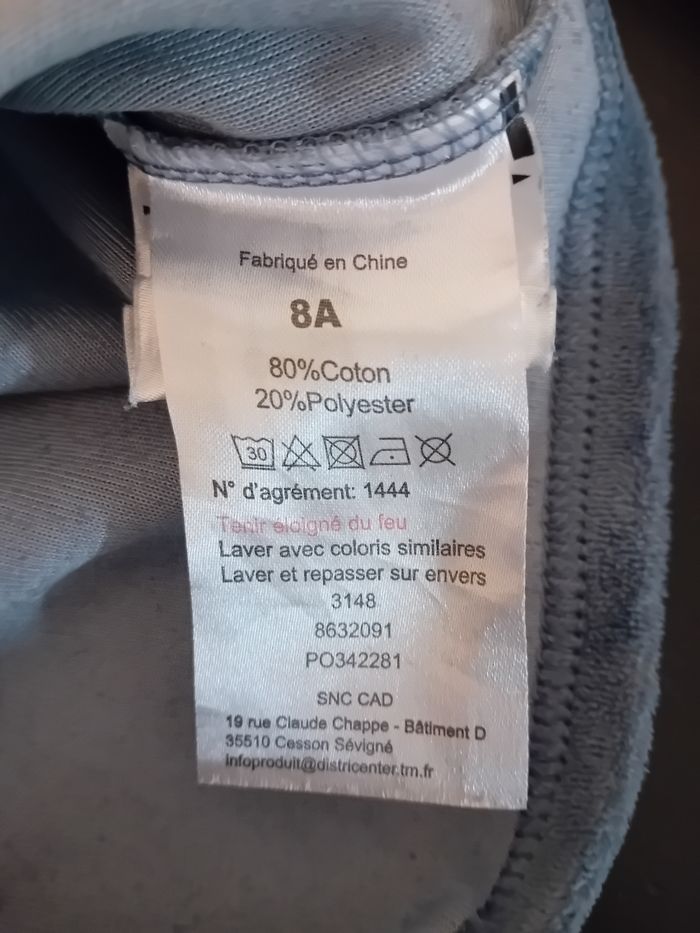 Fabriqué en Chine
8A
80%Coton
20%Polyester
30
N° d'agrément: 1444
Tenir eloigné du feu
Laver avec coloris similaires
Laver et repasser sur envers
3148
8632091
PO342281
SNC CAD
19 rue Claude Chappe - Bâtiment D
35510 Cesson Sévigné
infoproduit@districenter.tm.fr